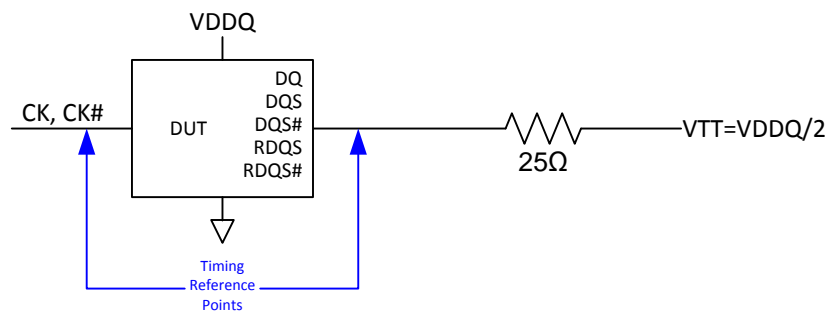 VDDQ
CK, CK#
DUT
DQ
DQS
DQS#
RDQS
RDQS#
25Ω
VTT=VDDQ/2
Timing
Reference
Points